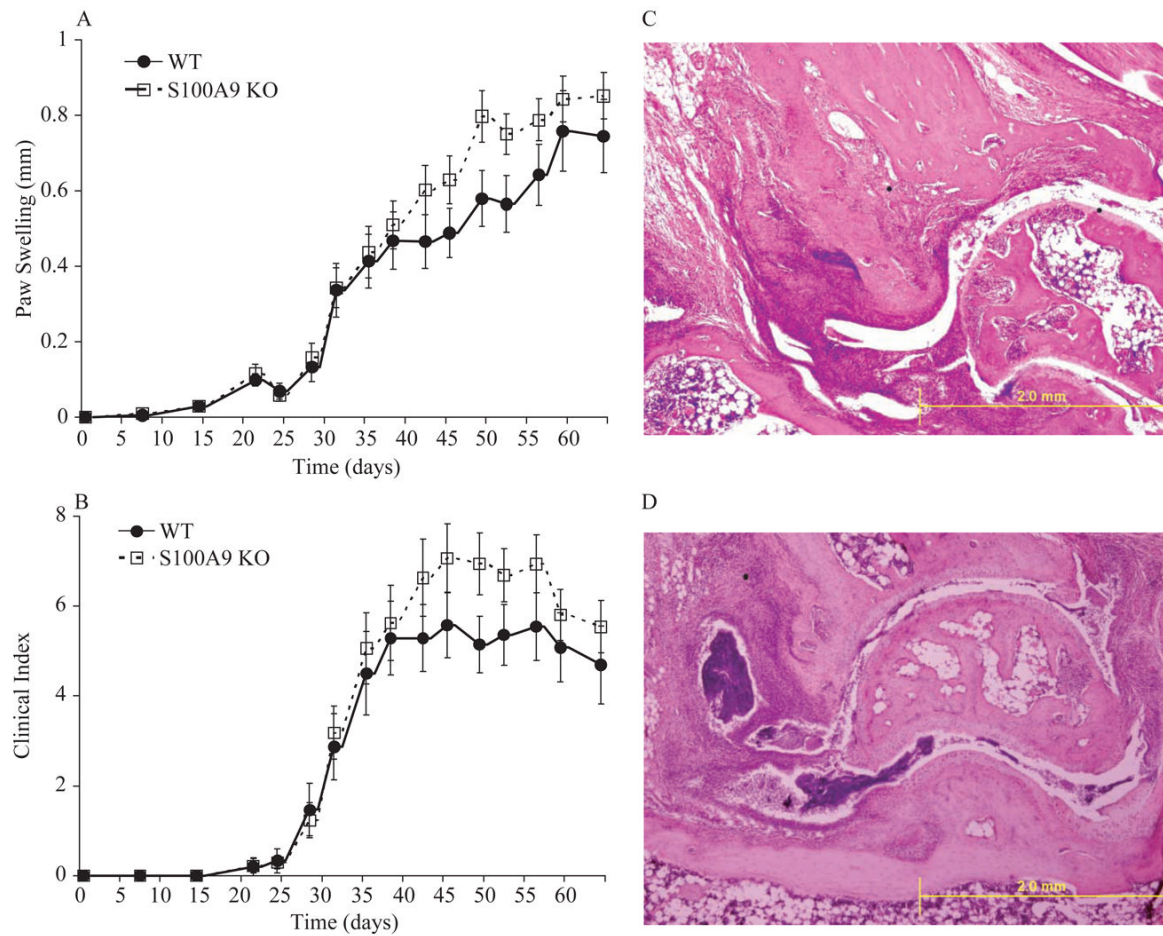 A
1
0.8
0.6
0.4
0.2
0
Paw Swelling (mm)
WT
S100A9 KO
0 5 10 15 20 25 30 35 40 45 50 55 60
Time (days)
B
8
6
4
2
0
Clinical Index
WT
S100A9 KO
0 5 10 15 20 25 30 35 40 45 50 55 60
Time (days)
C
2.0 mm
D
2.0 mm